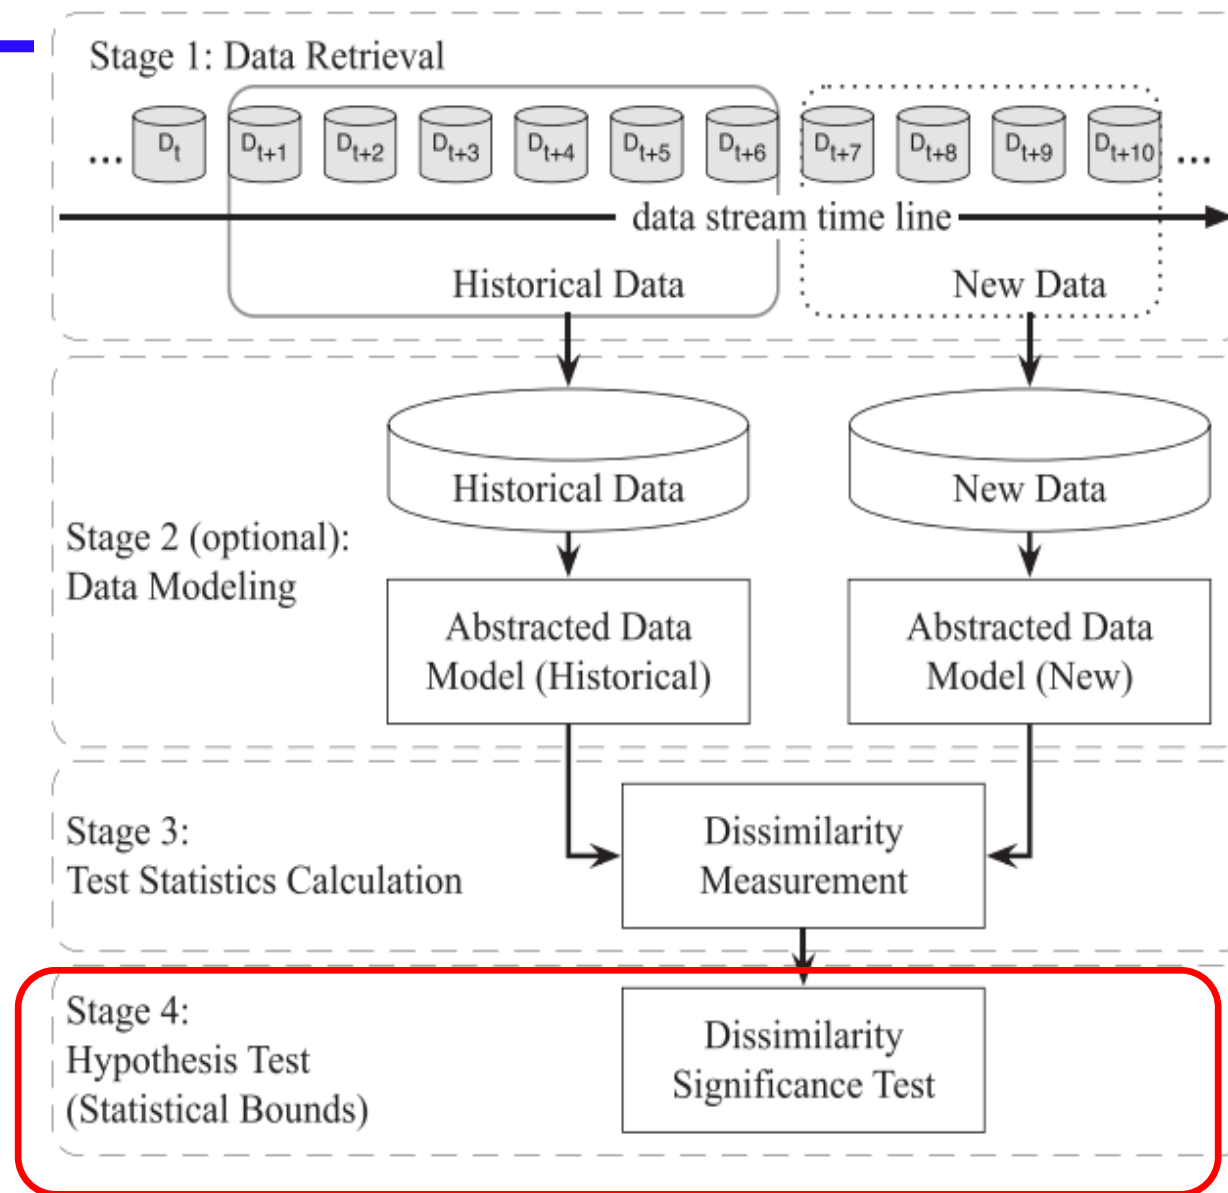 Stage 1: Data Retrieval
... Dt Dt+1 Dt+2 Dt+3 Dt+4 Dt+5 Dt+6 Dt+7 Dt+8 Dt+9 Dt+10 ...
data stream time line
Historical Data
New Data
Historical Data
New Data
Stage 2 (optional):
Data Modeling
Abstracted Data
Model (Historical)
Abstracted Data
Model (New)
Stage 3:
Test Statistics Calculation
Dissimilarity
Measurement
Stage 4:
Hypothesis Test
(Statistical Bounds)
Dissimilarity
Significance Test